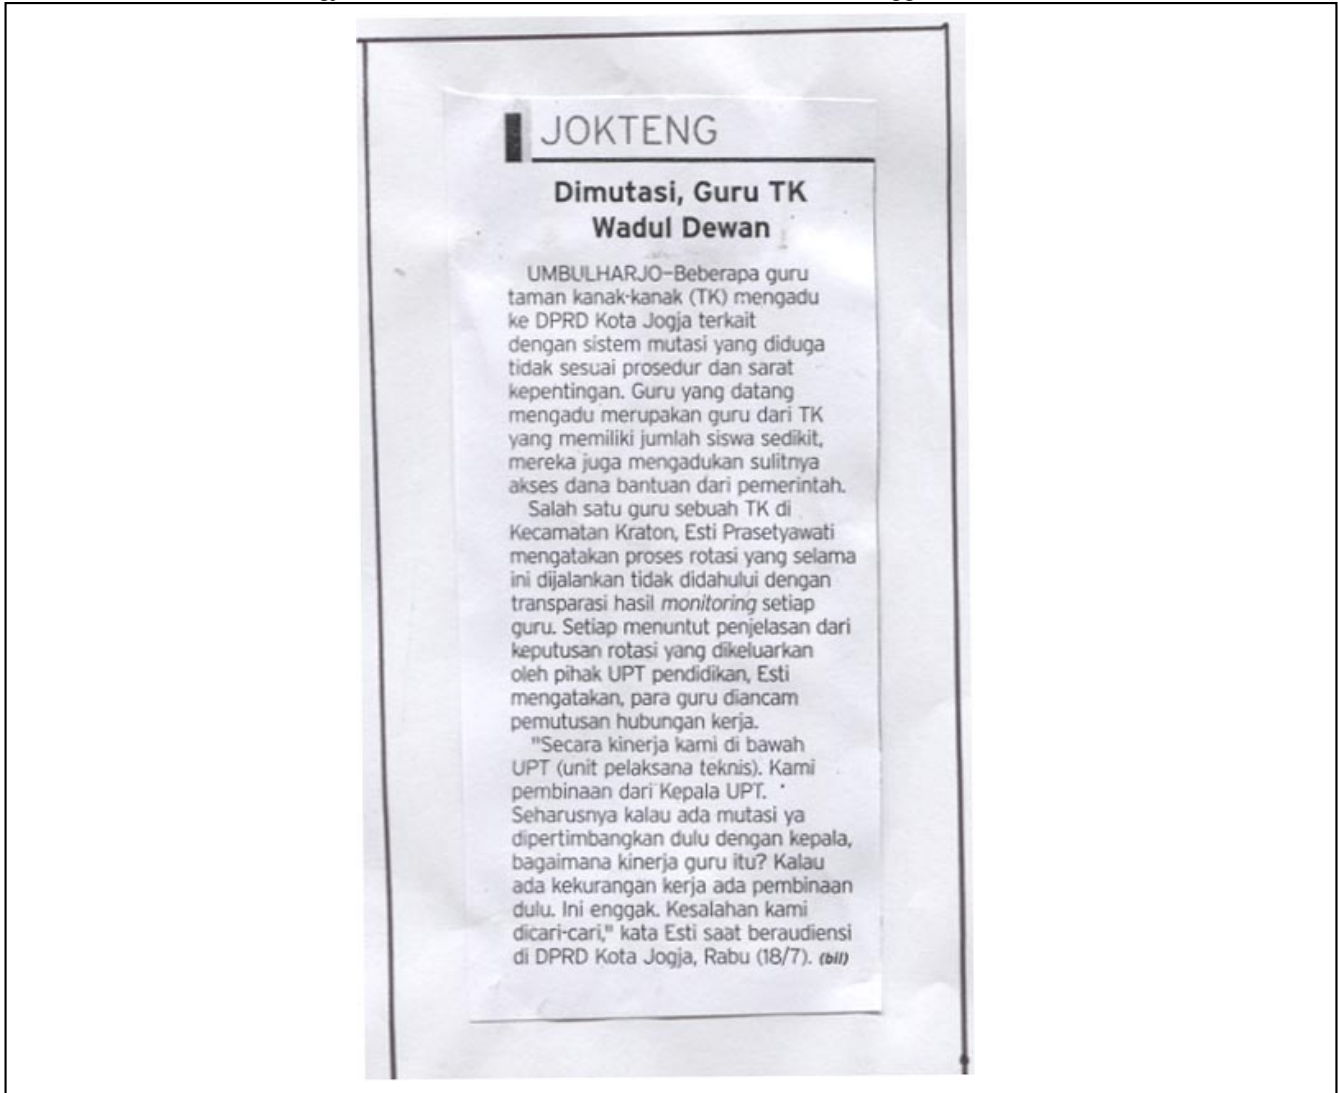 JOKTENG
Dimutasi, Guru TK
Wadul Dewan
UMBULHARJO–Beberapa guru
taman kanak-kanak (TK) mengadu
ke DPRD Kota Jogja terkait
dengan sistem mutasi yang diduga
tidak sesuai prosedur dan sarat
kepentingan. Guru yang datang
mengadu merupakan guru dari TK
yang memiliki jumlah siswa sedikit,
mereka juga mengadukan sulitnya
akses dana bantuan dari pemerintah.
Salah satu guru sebuah TK di
Kecamatan Kraton, Esti Prasetyawati
mengatakan proses rotasi yang selama
ini dijalankan tidak didahului dengan
transparasi hasil monitoring setiap
guru. Setiap menuntut penjelasan dari
keputusan rotasi yang dikeluarkan
oleh pihak UPT pendidikan, Esti
mengatakan, para guru diancam
pemutusan hubungan kerja.
"Secara kinerja kami di bawah
UPT (unit pelaksana teknis). Kami
pembinaan dari Kepala UPT.
Seharusnya kalau ada mutasi ya
dipertimbangkan dulu dengan kepala,
bagaimana kinerja guru itu? Kalau
ada kekurangan kerja ada pembinaan
dulu. Ini enggak. Kesalahan kami
dicari-cari," kata Esti saat beraudiensi
di DPRD Kota Jogja, Rabu (18/7). (bil)